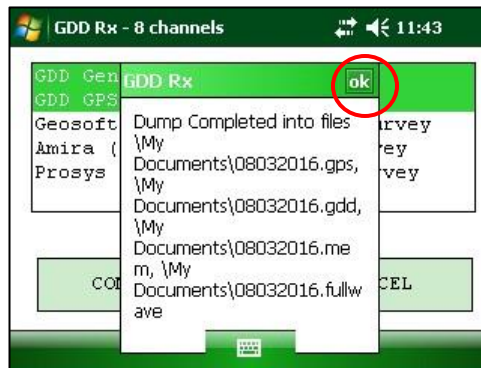 GDD Rx - 8 channels 11:43
GDD Gen
GDD GPS
Geosoft rvey
Amira ( vey
Prosys vey
GDD Rx ok
Dump Completed into files
\My
Documents\08032016.gps,
\My
Documents\08032016.gdd,
\My
Documents\08032016.me
m, \My
Documents\08032016.fullw
ave
CO CEL